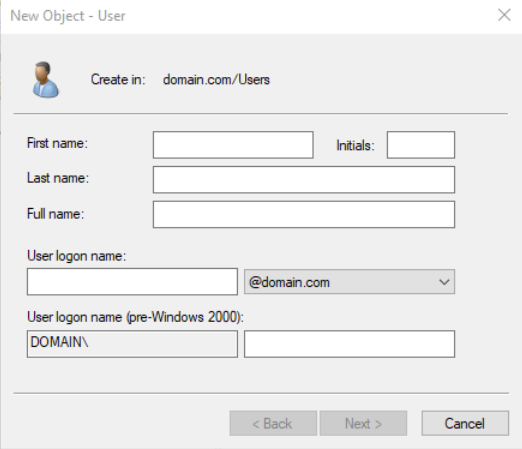 New Object - User
Create in: domain.com/Users
First name: Initials:
Last name:
Full name:
User logon name:
@domain.com
User logon name (pre-Windows 2000):
DOMAIN\
< Back Next > Cancel